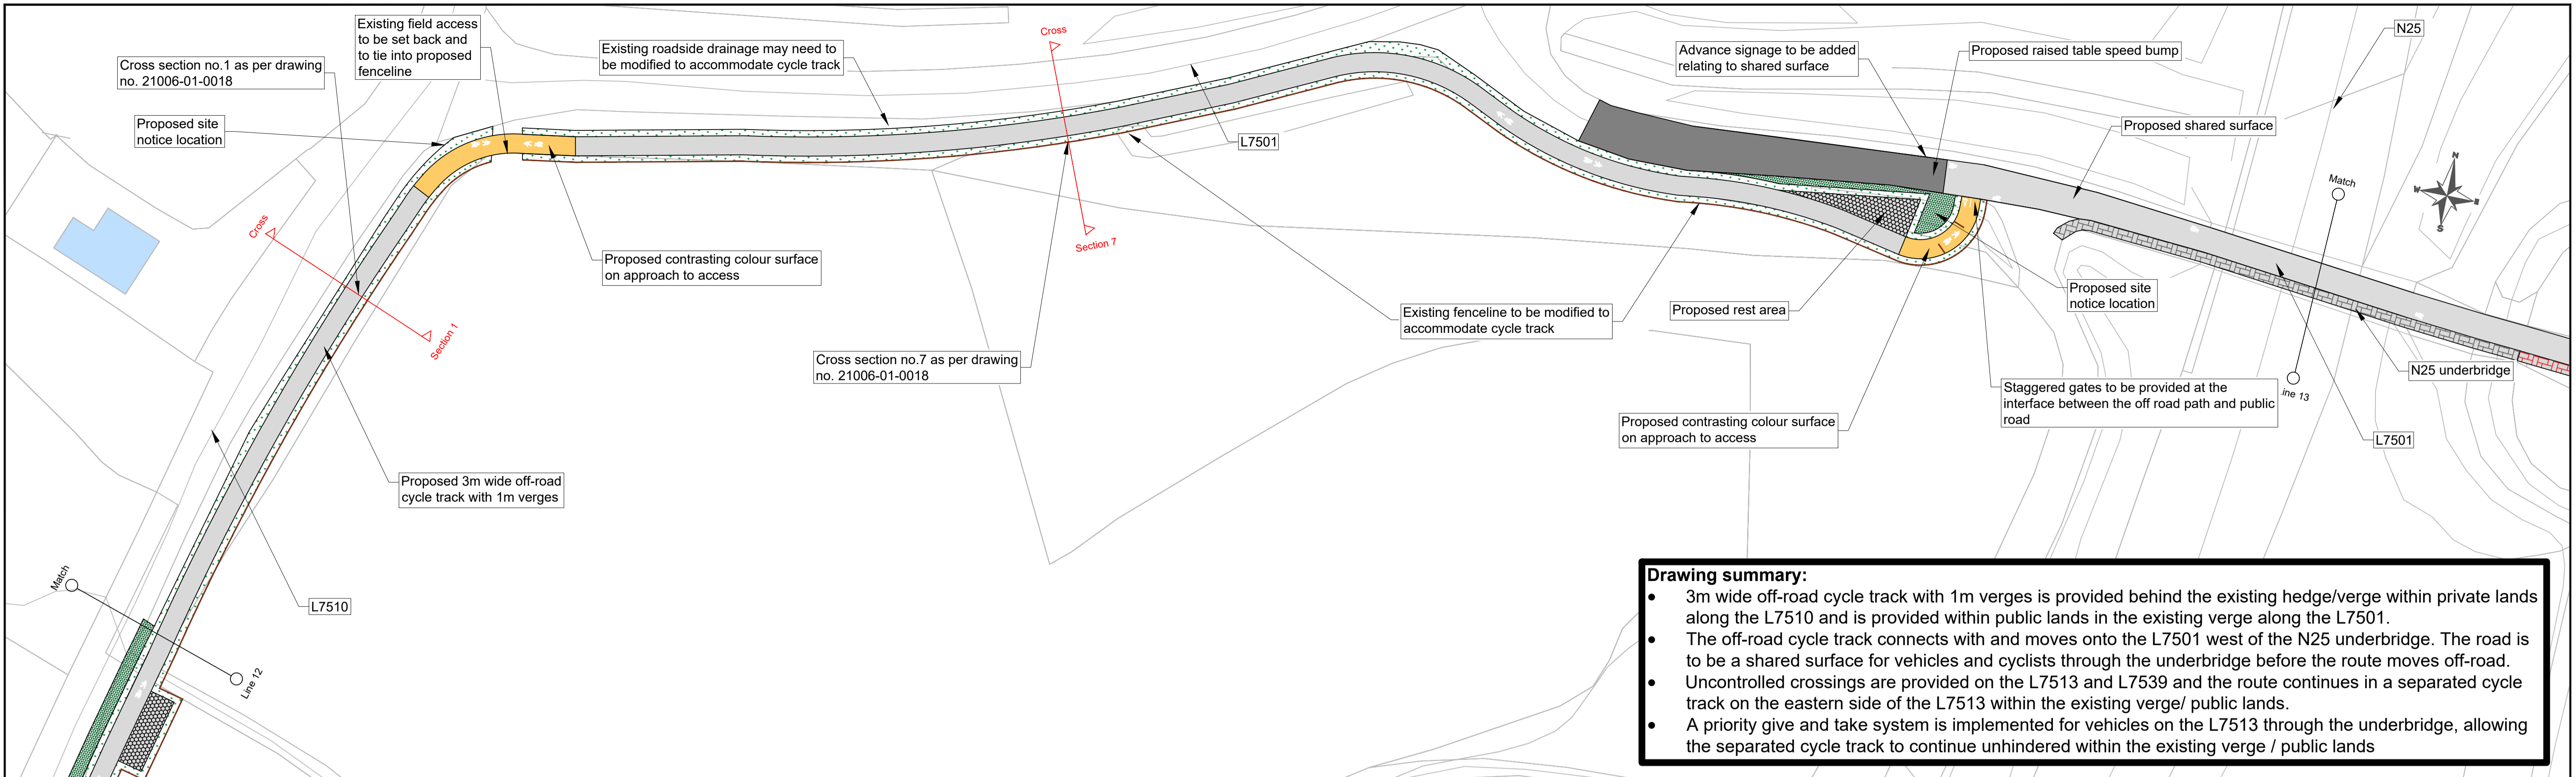 Existing field access
to be set back and
to tie into proposed
fenceline
Cross section no.1 as per drawing
no. 21006-01-0018
Existing roadside drainage may need to
be modified to accommodate cycle track
Cross
Advance signage to be added
relating to shared surface
Proposed raised table speed bump
N25
Proposed site
notice location
L7501
Proposed shared surface
N
W
S
Match
Cross
Section 1
Section 7
Proposed contrasting colour surface
on approach to access
Existing fenceline to be modified to
accommodate cycle track
Proposed rest area
Proposed site
notice location
Cross section no.7 as per drawing
no. 21006-01-0018
N25 underbridge
Staggered gates to be provided at the
interface between the off road path and public
road
ine 13
Proposed contrasting colour surface
on approach to access
L7501
Proposed 3m wide off-road
cycle track with 1m verges
Match
L7510
Line 12
Drawing summary:
• 3m wide off-road cycle track with 1m verges is provided behind the existing hedge/verge within private lands
along the L7510 and is provided within public lands in the existing verge along the L7501.
• The off-road cycle track connects with and moves onto the L7501 west of the N25 underbridge. The road is
to be a shared surface for vehicles and cyclists through the underbridge before the route moves off-road.
• Uncontrolled crossings are provided on the L7513 and L7539 and the route continues in a separated cycle
track on the eastern side of the L7513 within the existing verge/ public lands.
• A priority give and take system is implemented for vehicles on the L7513 through the underbridge, allowing
the separated cycle track to continue unhindered within the existing verge / public lands